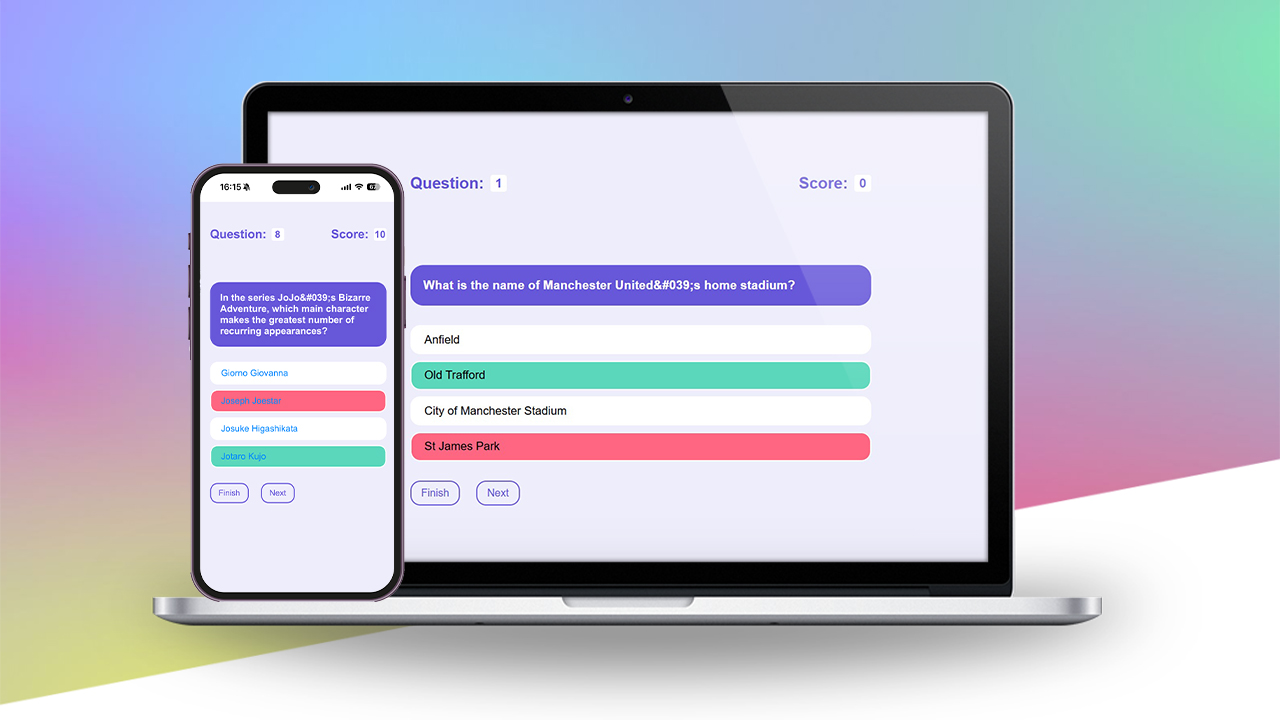 16:15
Question: 8
Score: 10
In the series JoJo&#039;s Bizarre
Adventure, which main character
makes the greatest number of
recurring appearances?
Giorno Giovanna
Joseph Joestar
Josuke Higashikata
Jotaro Kujo
Finish
Next
Question: 1
Score: 0
What is the name of Manchester United&#039;s home stadium?
Anfield
Old Trafford
City of Manchester Stadium
St James Park
Finish
Next